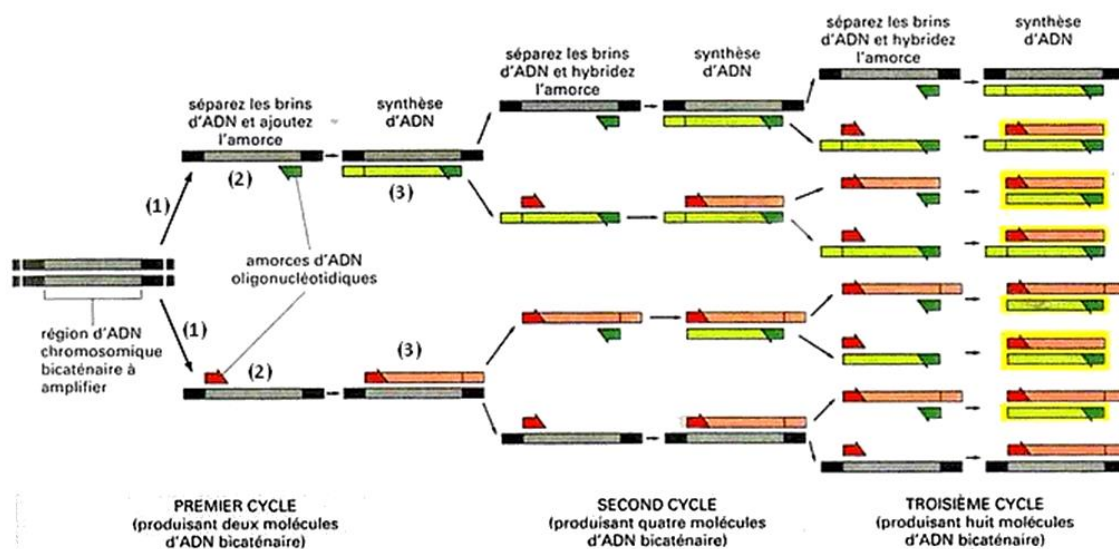 séparez les brins
d'ADN et ajoutez
l'amorce
synthèse
d'ADN
séparez les brins
d'ADN et hybridez
l'amorce
synthèse
d'ADN
séparez les brins
d'ADN et hybridez
l'amorce
synthèse
d'ADN
(1)
(2)
(3)
amorces d'ADN
oligonucléotidiques
région d'ADN
chromosomique
bicaténaire à
amplifier
(1)
(2)
(3)
PREMIER CYCLE
(produisant deux molécules
d'ADN bicaténaire)
SECOND CYCLE
(produisant quatre molécules
d'ADN bicaténaire)
TROISIÈME CYCLE
(produisant huit molécules
d'ADN bicaténaire)